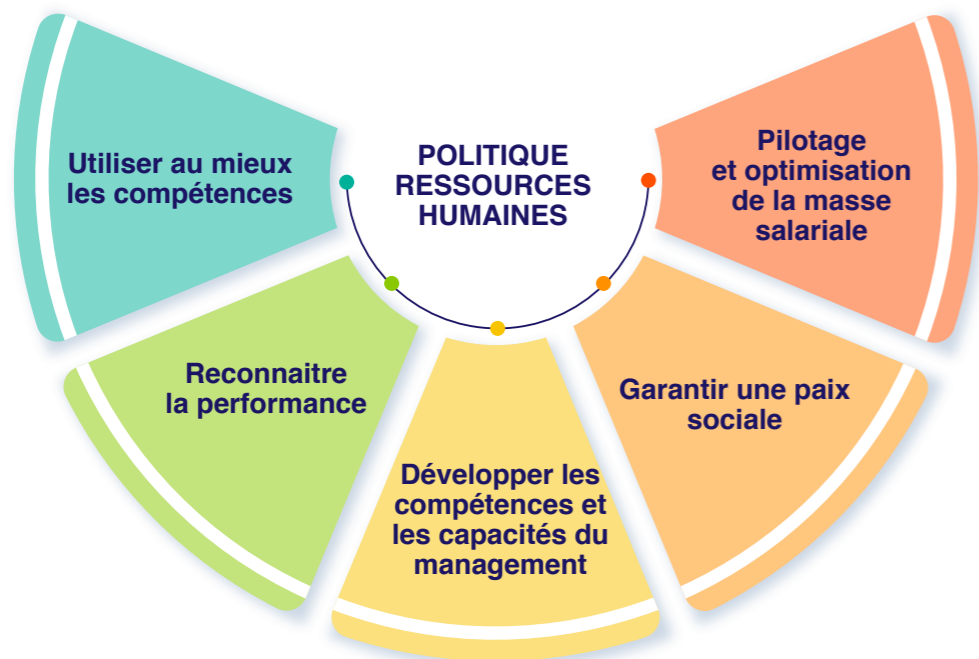 POLITIQUE
RESSOURCES
HUMAINES
Utiliser au mieux
les compétences
Reconnaitre
la performance
Développer les
compétences et
les capacités du
management
Garantir une paix
sociale
Pilotage
et optimisation
de la masse
salariale